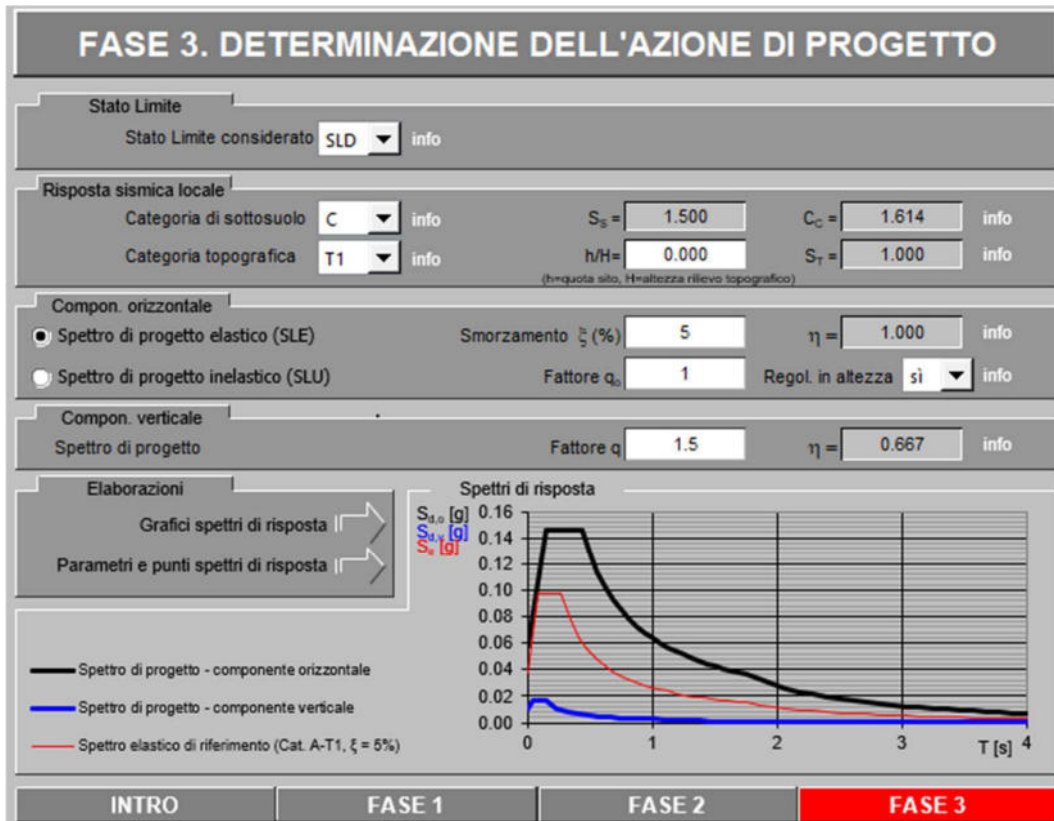 FASE 3. DETERMINAZIONE DELL'AZIONE DI PROGETTO
Stato Limite
Stato Limite considerato SLD info
Risposta sismica locale
Categoria di sottosuolo C info S_S = 1.500 C_C = 1.614 info
Categoria topografica T1 info h/H= 0.000 S_T = 1.000 info
(h=quota sito, H=altezza rilievo topografico)
Compon. orizzontale
Spettro di progetto elastico (SLE) Smorzamento ξ (%) 5 η = 1.000 info
Spettro di progetto inelastico (SLU) Fattore q_o 1 Regol. in altezza sì info
Compon. verticale
Spettro di progetto Fattore q 1.5 η = 0.667 info
Elaborazioni
Grafici spettri di risposta
Parametri e punti spettri di risposta
Spettri di risposta
S_d,o [g]
S_d,v [g]
S_e [g]
0.16
0.14
0.12
0.10
0.08
0.06
0.04
0.02
0.00
0 1 2 3 4
T [s]
Spettro di progetto - componente orizzontale
Spettro di progetto - componente verticale
Spettro elastico di riferimento (Cat. A-T1, ξ = 5%)
INTRO FASE 1 FASE 2 FASE 3